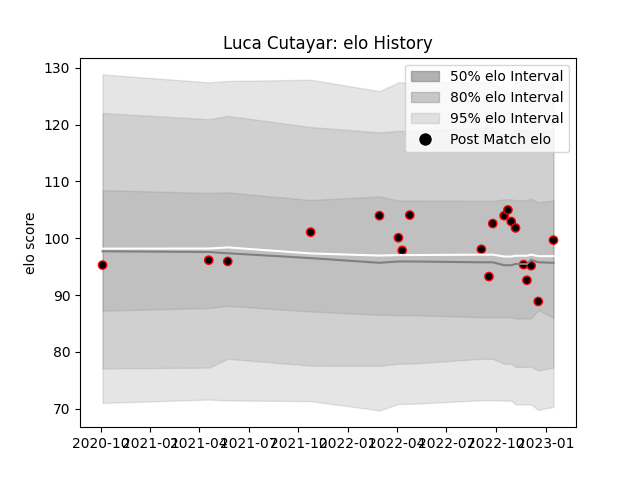 Luca Cutayar: elo History
130
120
110
100
90
80
70
elo score
50% elo Interval
80% elo Interval
95% elo Interval
Post Match elo
2020-10 2021-01 2021-04 2021-07 2021-10 2022-01 2022-04 2022-07 2022-10 2023-01